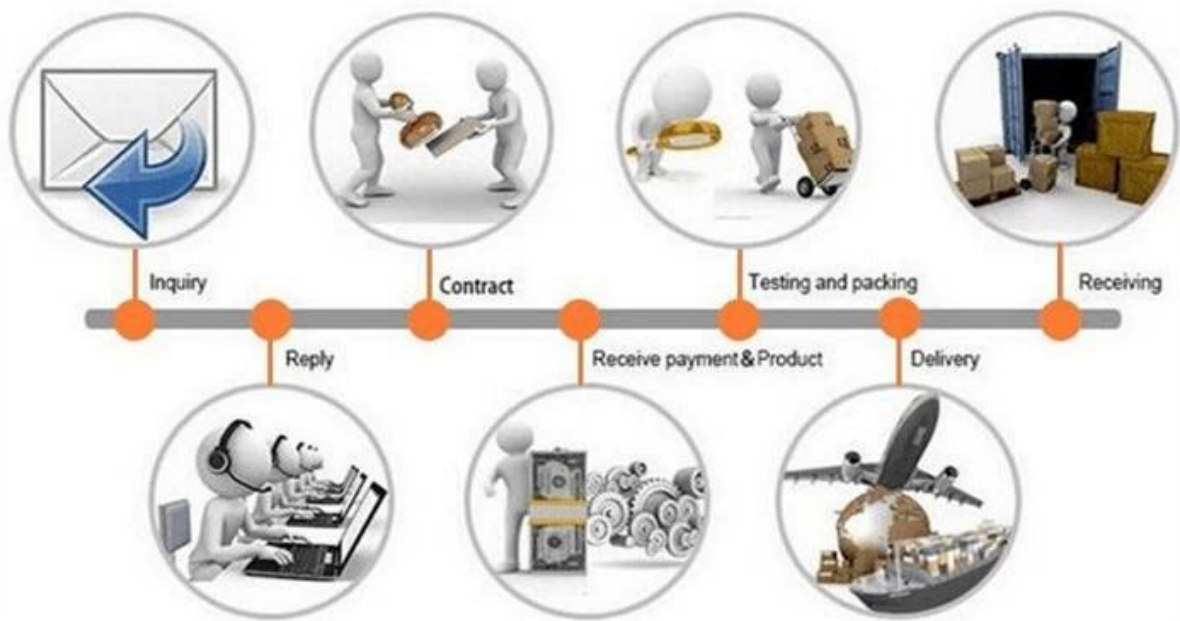 Inquiry
Reply
Contract
Receive payment&Product
Testing and packing
Delivery
Receiving